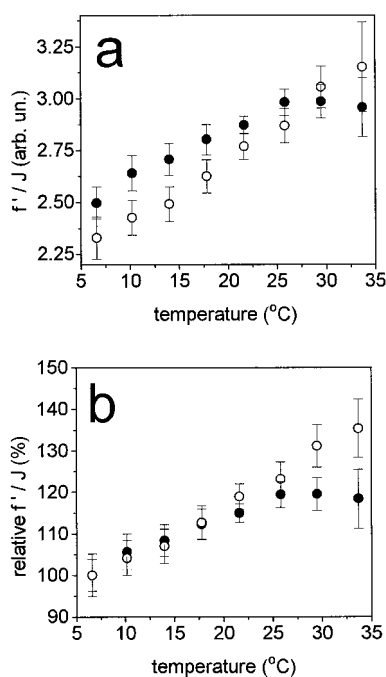 a
3.25
3.00
2.75
2.50
2.25
f ' / J (arb. un.)
5 10 15 20 25 30 35
temperature (°C)
b
150
140
130
120
110
100
90
relative f ' / J (%)
5 10 15 20 25 30 35
temperature (°C)